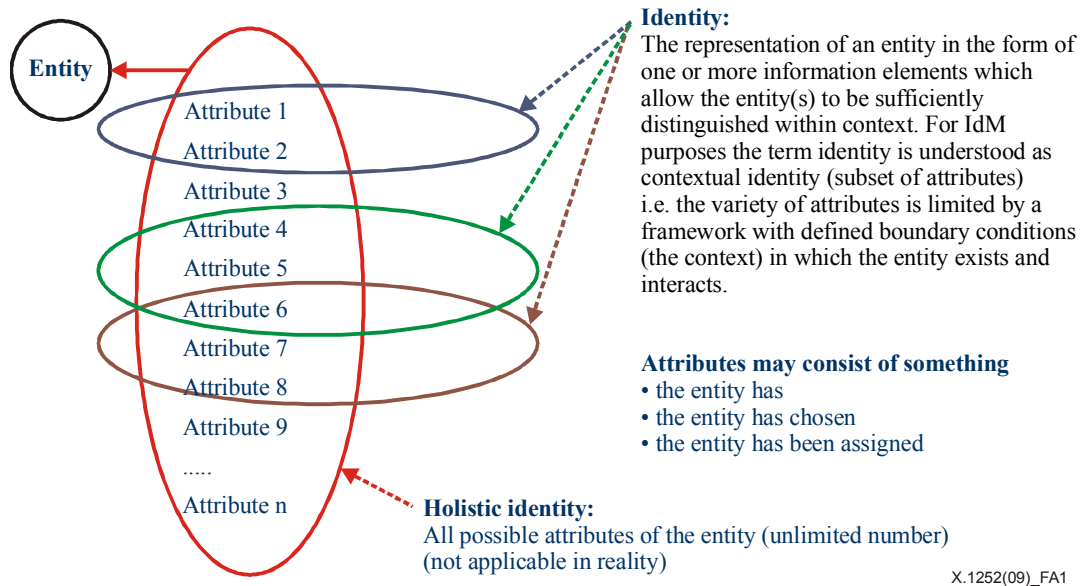 Entity
Attribute 1
Attribute 2
Attribute 3
Attribute 4
Attribute 5
Attribute 6
Attribute 7
Attribute 8
Attribute 9
.....
Attribute n
Identity:
The representation of an entity in the form of
one or more information elements which
allow the entity(s) to be sufficiently
distinguished within context. For IdM
purposes the term identity is understood as
contextual identity (subset of attributes)
i.e. the variety of attributes is limited by a
framework with defined boundary conditions
(the context) in which the entity exists and
interacts.
Attributes may consist of something
• the entity has
• the entity has chosen
• the entity has been assigned
Holistic identity:
All possible attributes of the entity (unlimited number)
(not applicable in reality)
X.1252(09)_FA1